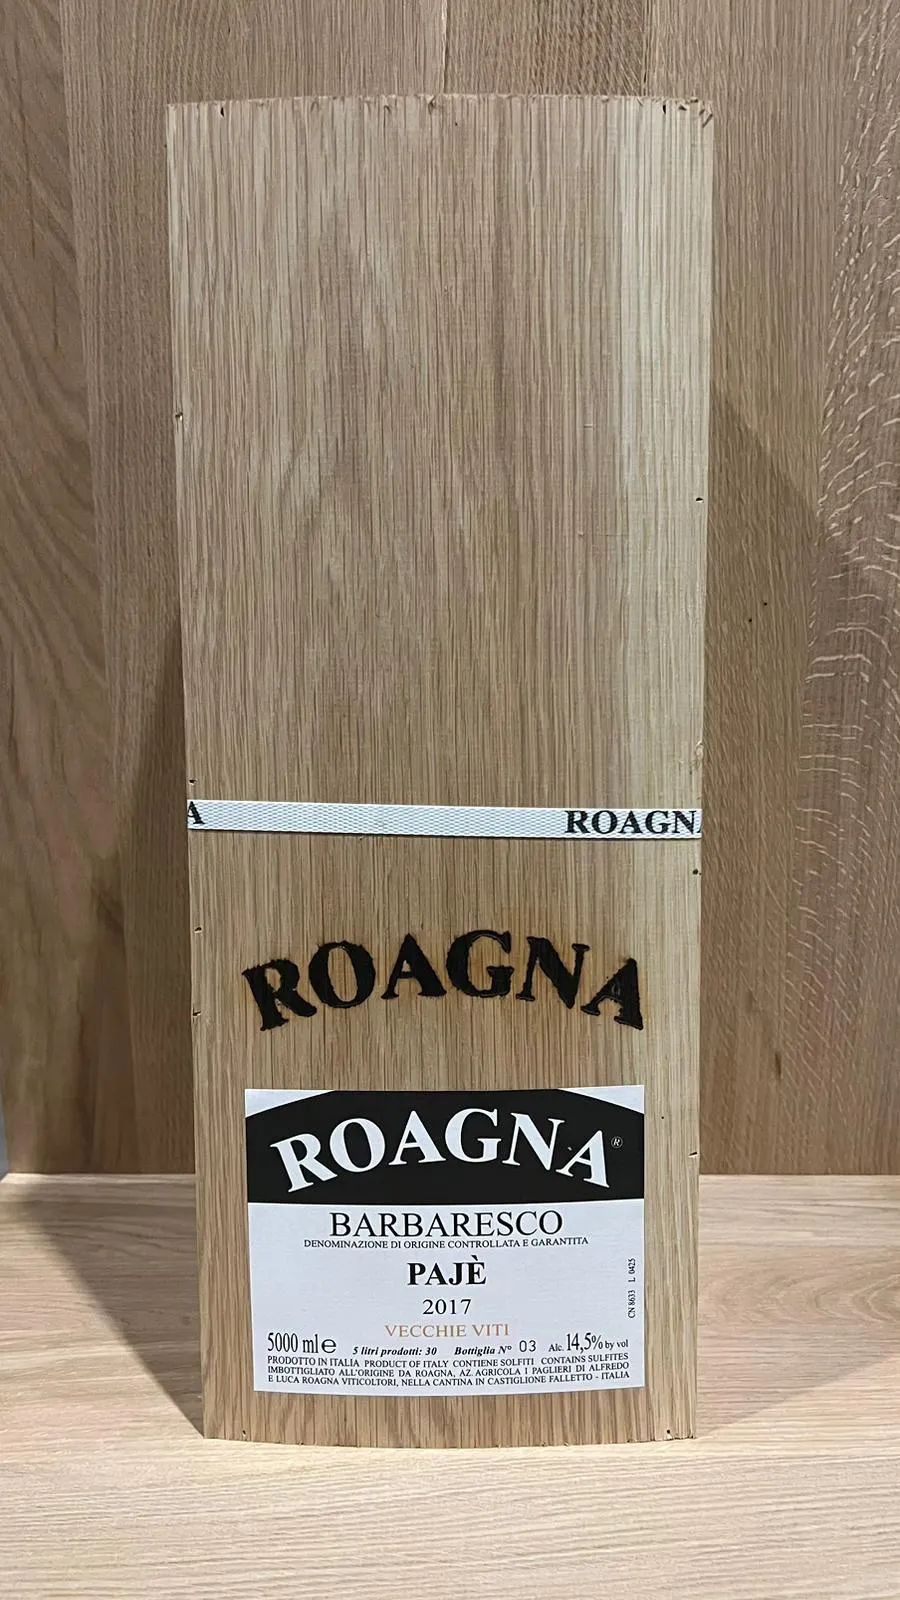 A ROAGNA
ROAGNA
ROAGNA®
BARBARESCO
DENOMINAZIONE DI ORIGINE CONTROLLATA E GARANTITA
PAJÈ
2017
VECCHIE VITI
5000 ml e 5 litri prodotti: 30 Bottiglia N° 03 Alc. 14,5% by vol
PRODOTTO IN ITALIA PRODUCT OF ITALY CONTIENE SOLFITI CONTAINS SULFITES
IMBOTTIGLIATO ALL'ORIGINE DA ROAGNA, AZ. AGRICOLA I PAGLIERI DI ALFREDO
E LUCA ROAGNA VITICOLTORI, NELLA CANTINA IN CASTIGLIONE FALLETTO - ITALIA
CN 8633 L 0425